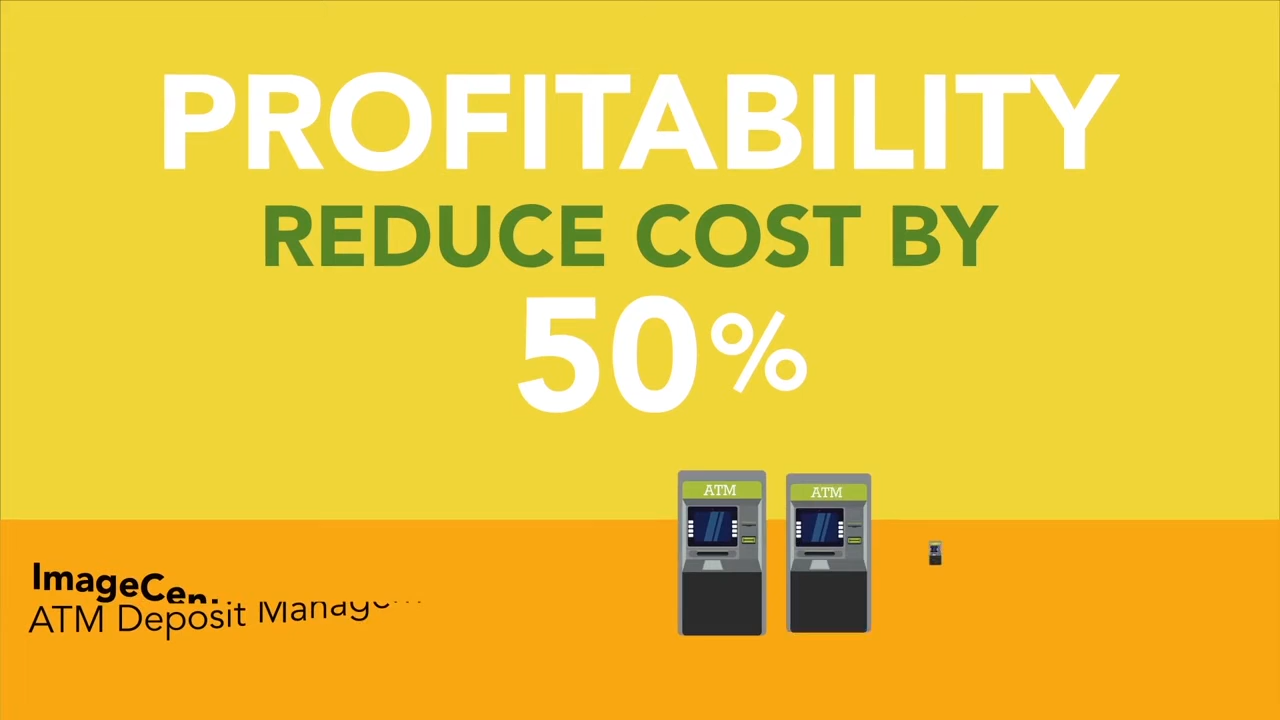 PROFITABILITY
REDUCE COST BY
50%
ATM ATM
ATM Deposit